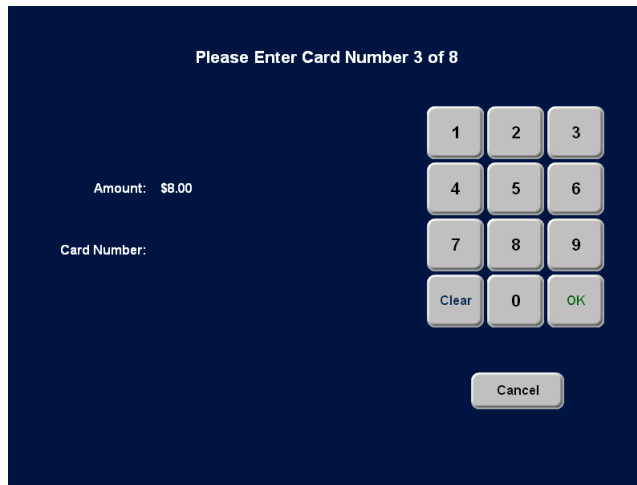 Please Enter Card Number 3 of 8
1 2 3
Amount: $8.00
4 5 6
Card Number:
7 8 9
Clear 0 OK
Cancel